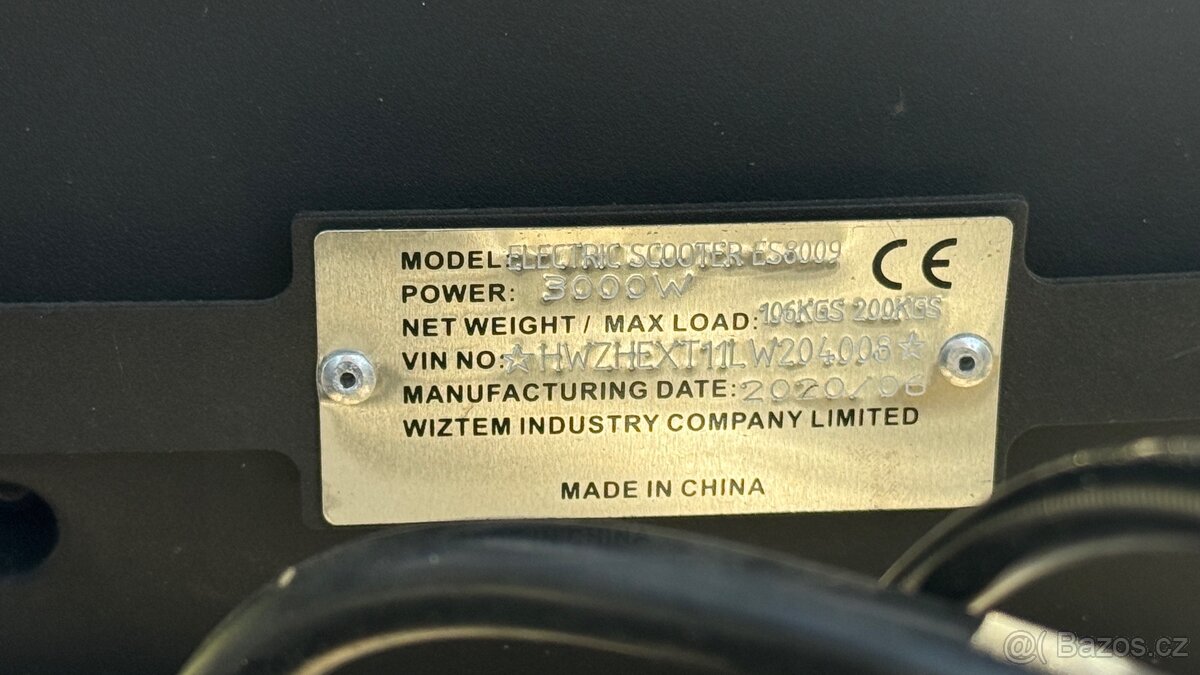 MODEL: ELECTRIC SCOOTER ES8009 CE
POWER: 3000W
NET WEIGHT / MAX LOAD: 106KGS 200KGS
VIN NO: ☆HWZHEXT11LW204008☆
MANUFACTURING DATE: 2020/06
WIZTEM INDUSTRY COMPANY LIMITED
MADE IN CHINA
Bazos.cz